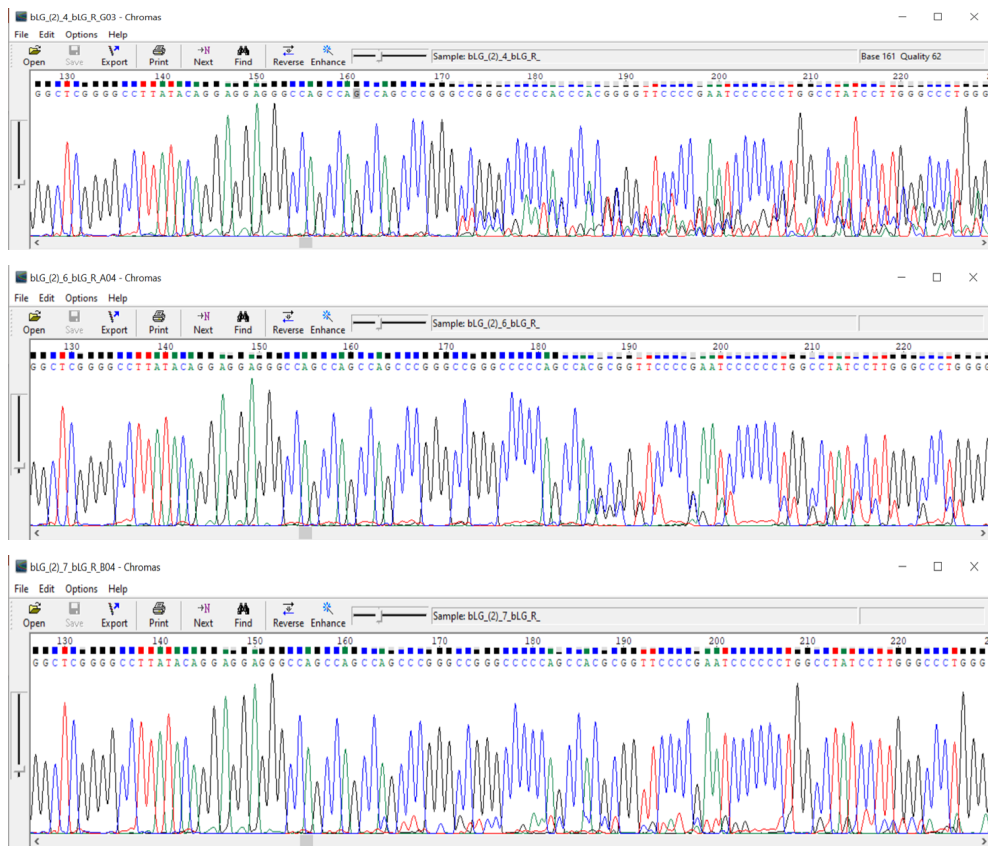 bLG_(2)_4_bLG_R_G03 - Chromas
File Edit Options Help
Open Save Export Print Next Find Reverse Enhance Sample: bLG_(2)_4_bLG_R_ Base 161 Quality 62
130 140 150 160 170 180 190 200 210 220
GGCTCGGGGCCTTATACAGGAGGAGGGCCAGCCAGCCAGCCCGGGCCGGGCCCCCACCCACGGGGTTCCCCGAATCCCCCCTGGCCTATCCTTGGGCCCTGGG
bLG_(2)_6_bLG_R_A04 - Chromas
File Edit Options Help
Open Save Export Print Next Find Reverse Enhance Sample: bLG_(2)_6_bLG_R_
130 140 150 160 170 180 190 200 210 220
GGCTCGGGGCCTTATACAGGAGGAGGGCCAGCCAGCCAGCCCGGGCCGGGCCCCCAGCCACGCGGTTCCCCGAATCCCCCCTGGCCTATCCTTGGGCCCTGGGG
bLG_(2)_7_bLG_R_B04 - Chromas
File Edit Options Help
Open Save Export Print Next Find Reverse Enhance Sample: bLG_(2)_7_bLG_R_
130 140 150 160 170 180 190 200 210 220
GGCTCGGGGCCTTATACAGGAGGAGGGCCAGCCAGCCAGCCCGGGCCGGGCCCCCAGCCACGCGGTTCCCCGAATCCCCCCTGGCCTATCCTTGGGCCCTGGG